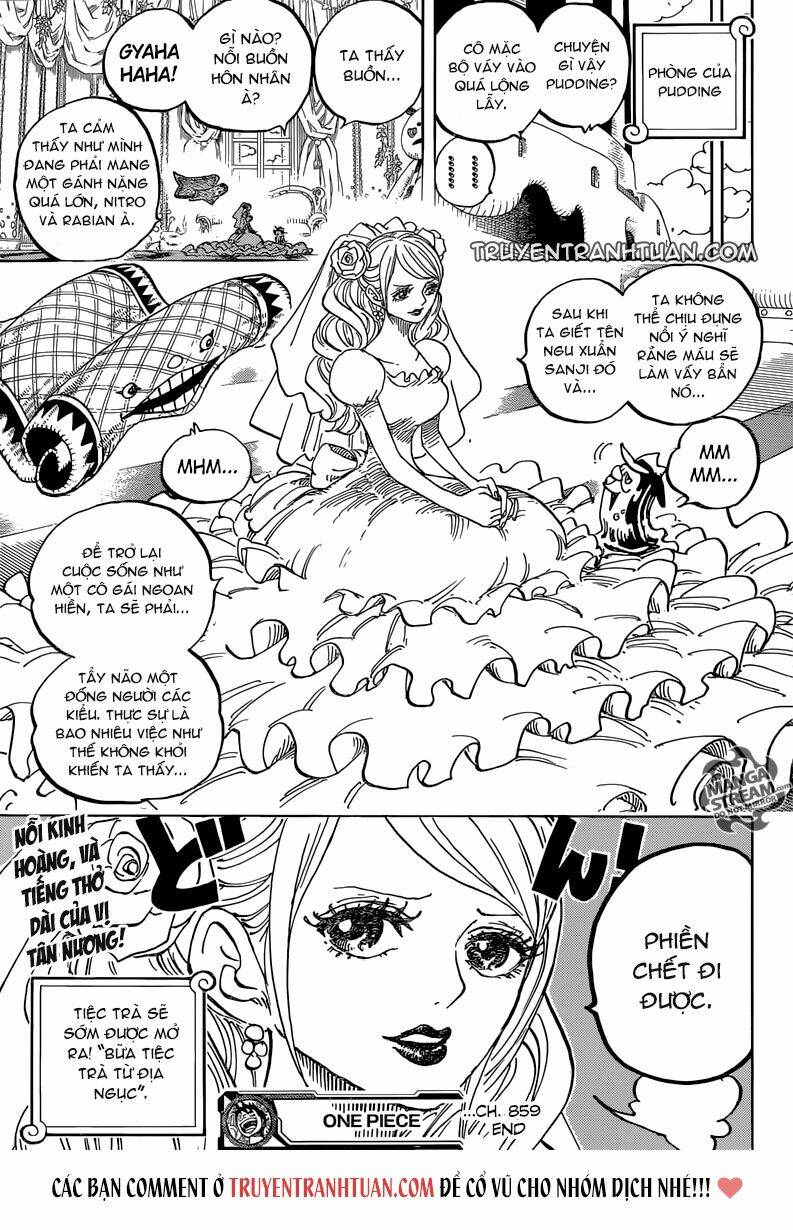 PHÒNG CỦA
PUDDING
CHUYỆN
GÌ VẬY
PUDDING?
CÔ MẶC
BỘ VÁY VÀO
QUÁ LỘNG
LẪY.
TA THẤY
BUỒN...
GÌ NÀO?
NỖI BUỒN
HÔN NHÂN
À?
GYAHA
HAHA!
TA CẢM
THẤY NHƯ MÌNH
ĐANG PHẢI MANG
MỘT GÁNH NẶNG
QUÁ LỚN, NITRO
VÀ RABIAN À.
TRUYENTRANHTUAN.COM
TA KHÔNG
THỂ CHỊU ĐỰNG
NỔI Ý NGHĨ
RẰNG MÁU SẼ
LÀM VẤY BẨN
NÓ...
SAU KHI
TA GIẾT TÊN
NGU XUẨN
SANJI ĐÓ
VÀ...
MHM...
MM
MM...
ĐỂ TRỞ LẠI
CUỘC SỐNG NHƯ
MỘT CÔ GÁI NGOAN
HIỀN, TA SẼ PHẢI...
TẨY NÃO MỘT
ĐỐNG NGƯỜI CÁC
KIỂU. THỰC SỰ LÀ
BAO NHIÊU VIỆC NHƯ
THẾ KHÔNG KHỎI
KHIẾN TA THẤY...
MANGA
STREAM.com
DO NOT MIRROR
NỖI KINH
HOÀNG, VÀ
TIẾNG THỞ
DÀI CỦA VỊ
TÂN NƯƠNG!
ど
ん!
PHIỀN
CHẾT ĐI
ĐƯỢC.
TIỆC TRÀ SẼ
SỚM ĐƯỢC MỞ
RA! "BỮA TIỆC
TRÀ TỪ ĐỊA
NGỤC".
ONE PIECE
...CH. 859
END
CÁC BẠN COMMENT Ở TRUYENTRANHTUAN.COM ĐỂ CỔ VŨ CHO NHÓM DỊCH NHÉ!!! ♥